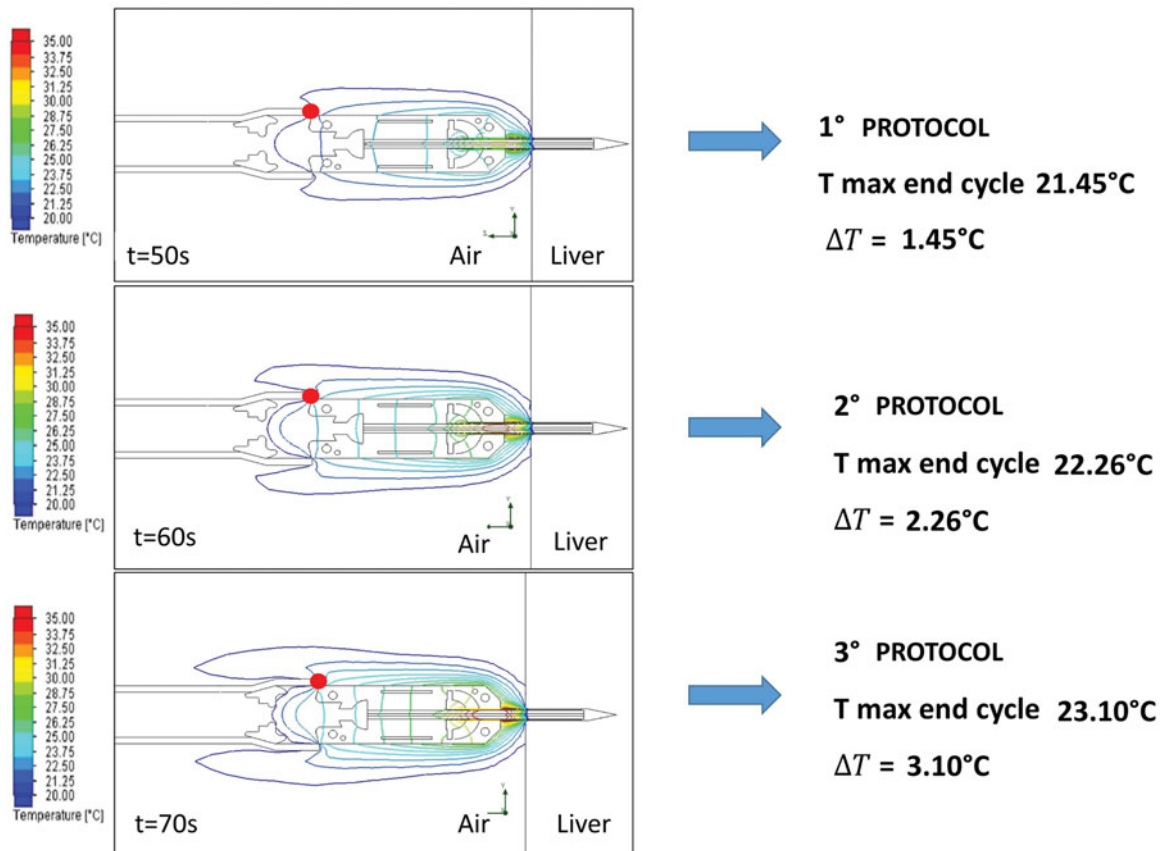 35.00
33.75
32.50
31.25
30.00
28.75
27.50
26.25
25.00
23.75
22.50
21.25
20.00
Temperature [°C]
t=50s
Air
Liver
1° PROTOCOL
T max end cycle 21.45°C
ΔT = 1.45°C
35.00
33.75
32.50
31.25
30.00
28.75
27.50
26.25
25.00
23.75
22.50
21.25
20.00
Temperature [°C]
t=60s
Air
Liver
2° PROTOCOL
T max end cycle 22.26°C
ΔT = 2.26°C
35.00
33.75
32.50
31.25
30.00
28.75
27.50
26.25
25.00
23.75
22.50
21.25
20.00
Temperature [°C]
t=70s
Air
Liver
3° PROTOCOL
T max end cycle 23.10°C
ΔT = 3.10°C